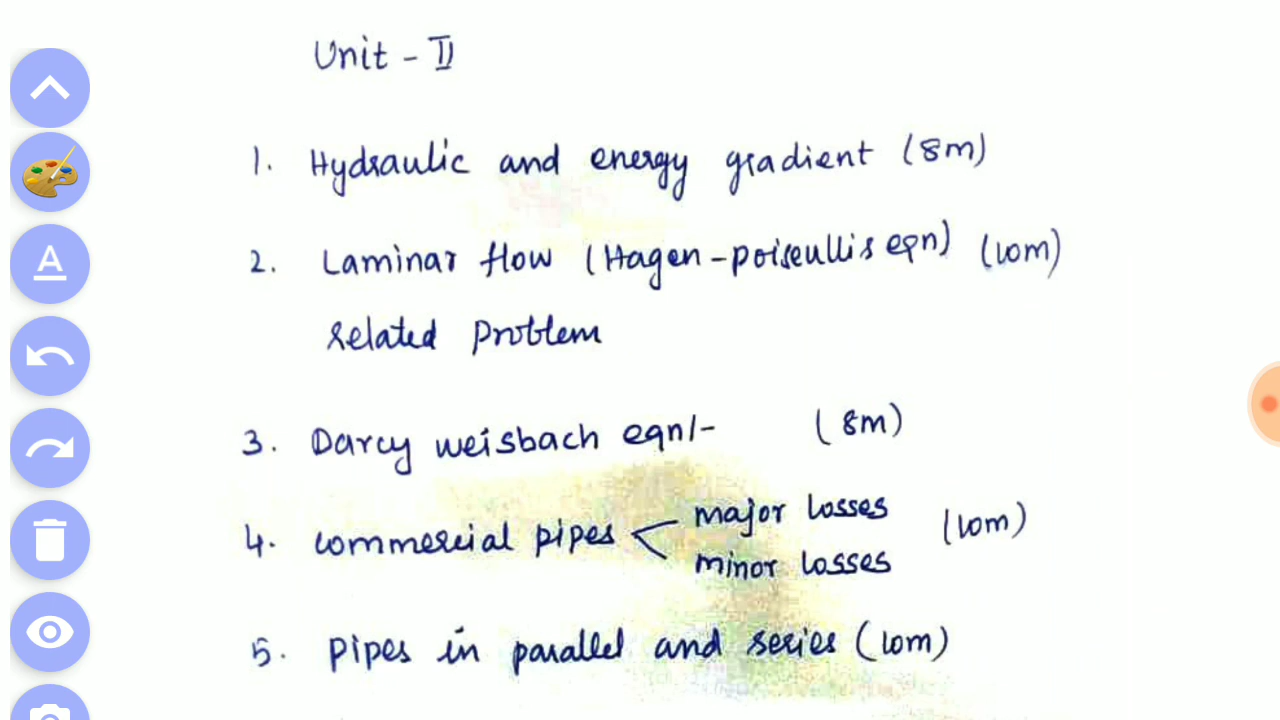 Unit - II
1. Hydraulic and energy gradient (8m)
2. Laminar flow (Hagen-poiseullis eqn) (10m)
related problem
3. Darcy weisbach eqn/- (8m)
4. commercial pipes < major losses (10m)
minor losses
5. pipes in parallel and series (10m)
A